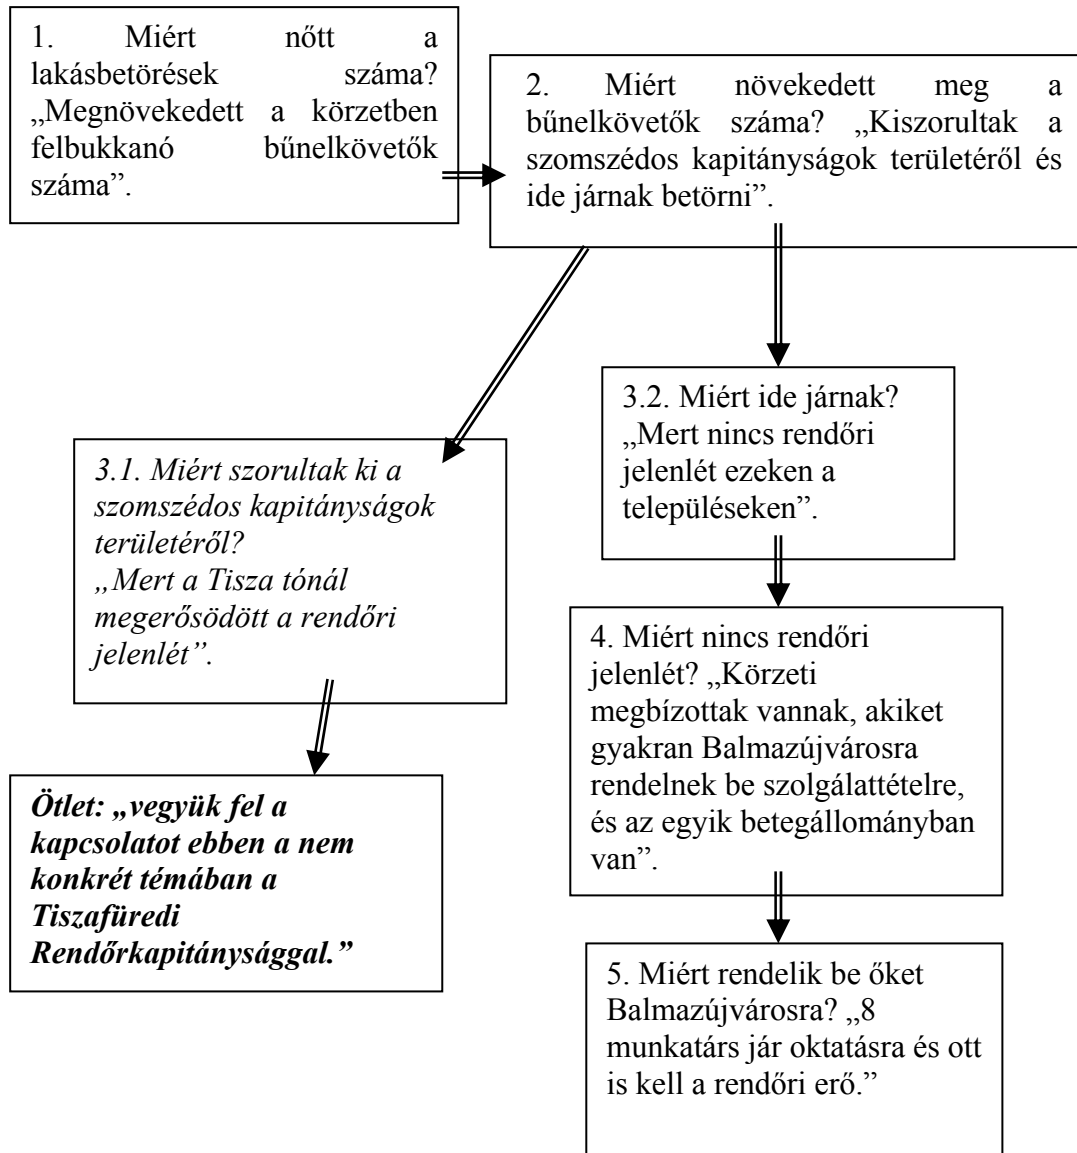 1. Miért nőtt a
lakásbetörések száma?
„Megnövekedett a körzetben
felbukkanó bűnelkövetők
száma”.
2. Miért növekedett meg a
bűnelkövetők száma? „Kiszorultak a
szomszédos kapitányságok területéről és
ide járnak betörni”.
3.1. Miért szorultak ki a
szomszédos kapitányságok
területéről?
„Mert a Tisza tónál
megerősödött a rendőri
jelenlét”.
Ötlet: „vegyük fel a
kapcsolatot ebben a nem
konkrét témában a
Tiszafüredi
Rendőrkapitánysággal.”
3.2. Miért ide járnak?
„Mert nincs rendőri
jelenlét ezeken a
településeken”.
4. Miért nincs rendőri
jelenlét? „Körzeti
megbízottak vannak, akiket
gyakran Balmazújvárosra
rendelnek be szolgálattételre,
és az egyik betegállományban
van”.
5. Miért rendelik be őket
Balmazújvárosra? „8
munkatárs jár oktatásra és ott
is kell a rendőri erő.”